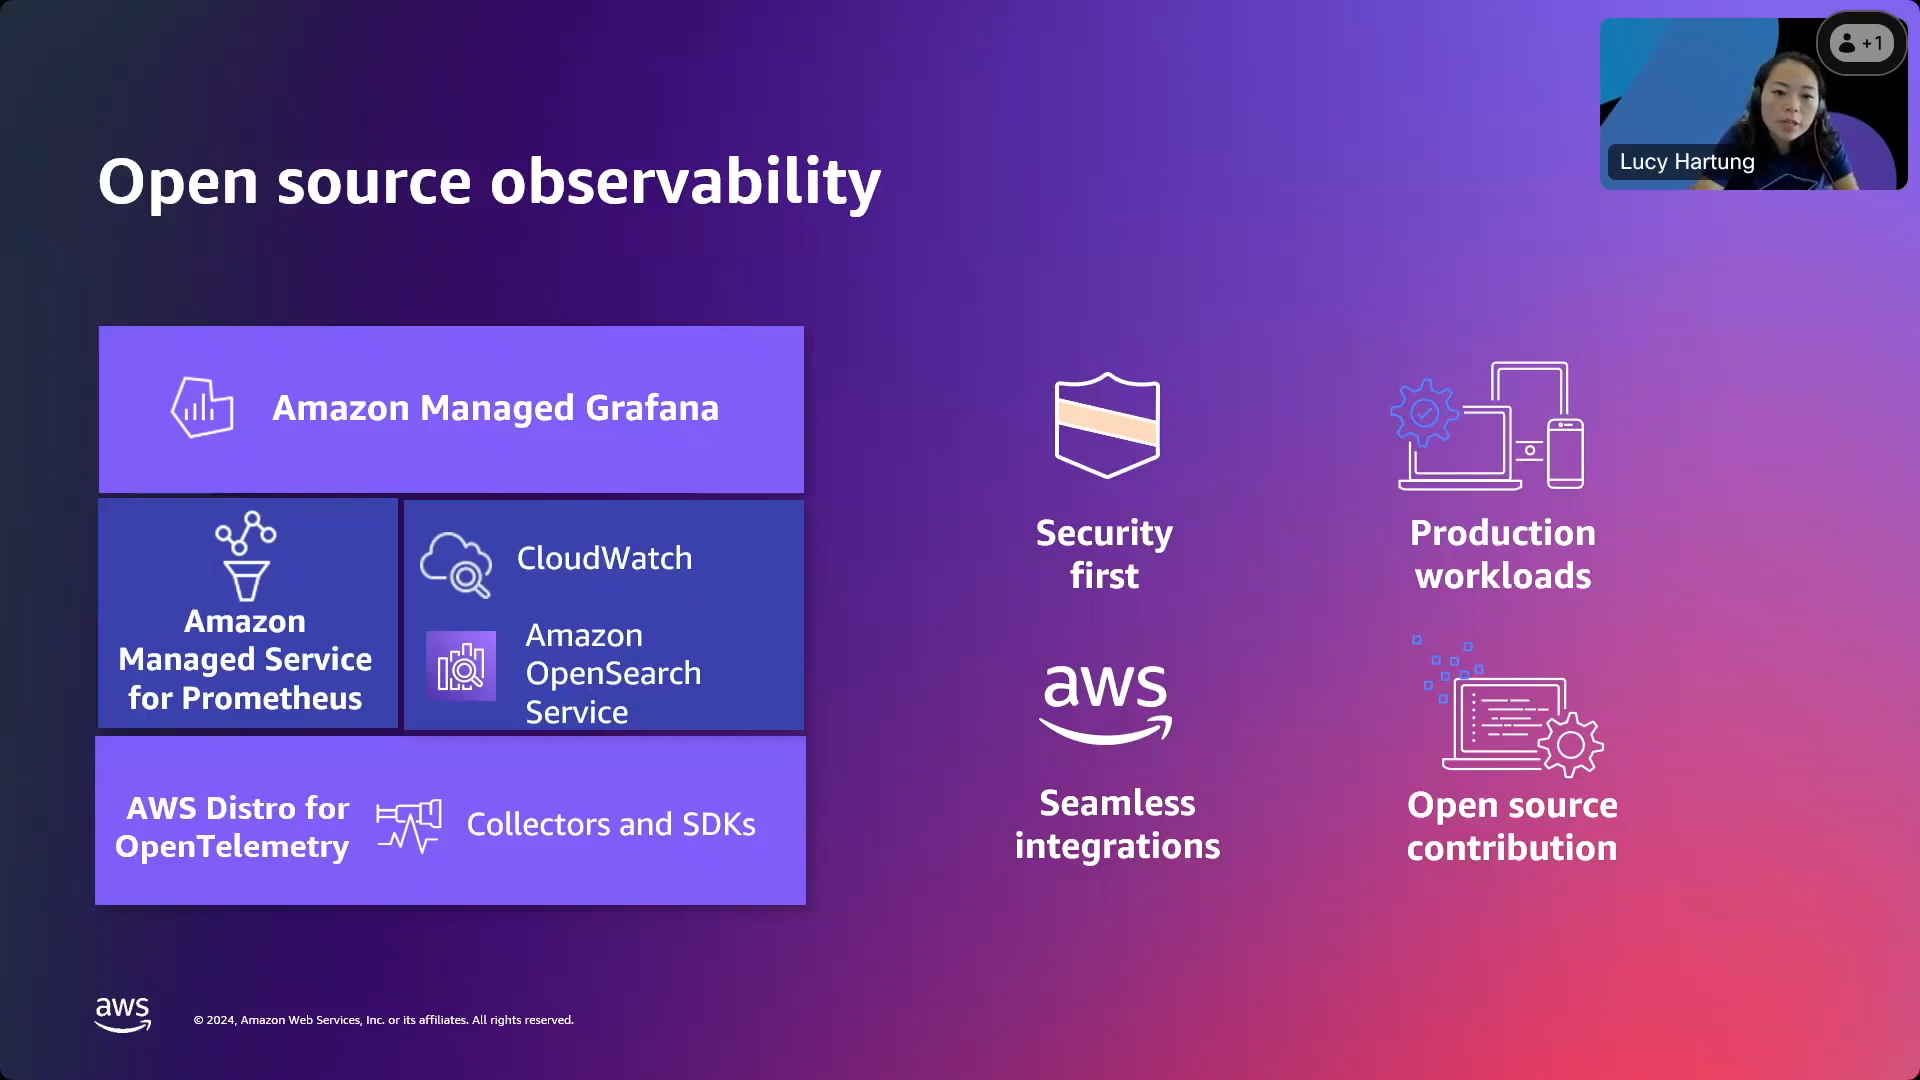 +1
Lucy Hartung
Open source observability
Amazon Managed Grafana
Amazon
Managed Service
for Prometheus
CloudWatch
Amazon
OpenSearch
Service
AWS Distro for
OpenTelemetry
Collectors and SDKs
Security
first
Production
workloads
aws
Seamless
integrations
Open source
contribution
aws
© 2024, Amazon Web Services, Inc. or its affiliates. All rights reserved.